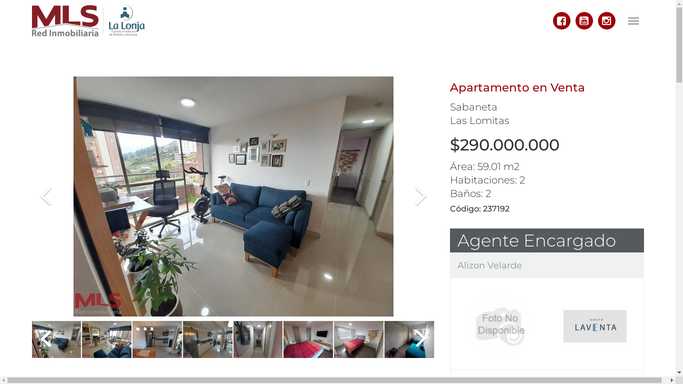 MLS
Red Inmobiliaria
La Lonja
Apartamento en Venta
Sabaneta
Las Lomitas
$290.000.000
Área: 59.01 m2
Habitaciones: 2
Baños: 2
Código: 237192
Agente Encargado
Alizon Velarde
Foto No
Disponible
LAVENTA
MLS